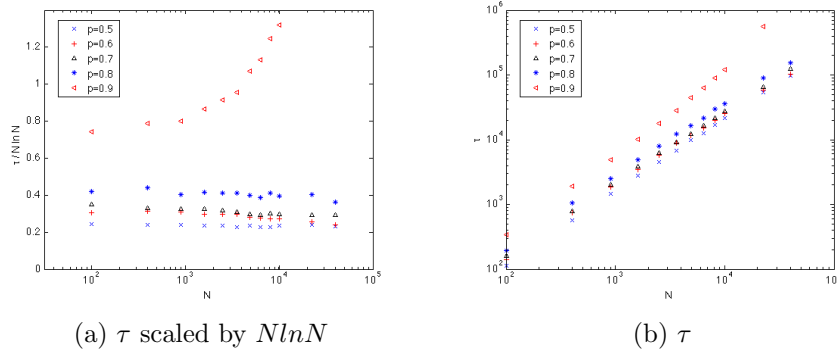 p=0.5
p=0.6
p=0.7
p=0.8
p=0.9
1.2
1
0.8
0.6
0.4
0.2
0
τ / N ln N
10^2
10^3
10^4
10^5
N
(a) τ scaled by NlnN
p=0.5
p=0.6
p=0.7
p=0.8
p=0.9
10^6
10^5
10^4
10^3
10^2
τ
10^2
10^3
10^4
10
N
(b) τ